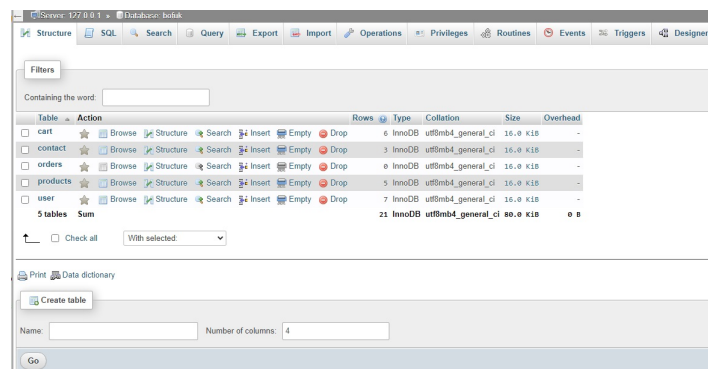 Server: 127.0.0.1 » Database: bofuk
Structure SQL Search Query Export Import Operations Privileges Routines Events Triggers Designer
Filters
Containing the word:
Table Action Rows Type Collation Size Overhead
cart Browse Structure Search Insert Empty Drop 6 InnoDB utf8mb4_general_ci 16.0 KiB -
contact Browse Structure Search Insert Empty Drop 3 InnoDB utf8mb4_general_ci 16.0 KiB -
orders Browse Structure Search Insert Empty Drop 0 InnoDB utf8mb4_general_ci 16.0 KiB -
products Browse Structure Search Insert Empty Drop 5 InnoDB utf8mb4_general_ci 16.0 KiB -
user Browse Structure Search Insert Empty Drop 7 InnoDB utf8mb4_general_ci 16.0 KiB -
5 tables Sum 21 InnoDB utf8mb4_general_ci 80.0 KiB 0 B
Check all With selected:
Print Data dictionary
Create table
Name: Number of columns: 4
Go